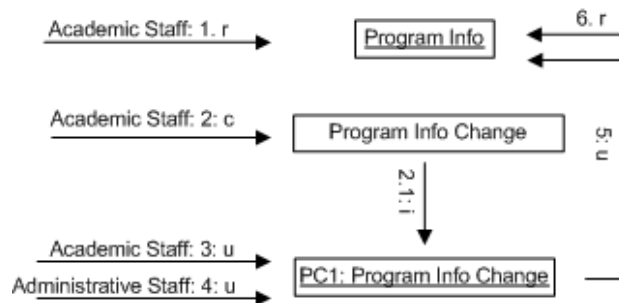 Academic Staff: 1. r
Program Info
6. r
Academic Staff: 2: c
Program Info Change
5: u
2.1: i
Academic Staff: 3: u
Administrative Staff: 4: u
PC1: Program Info Change